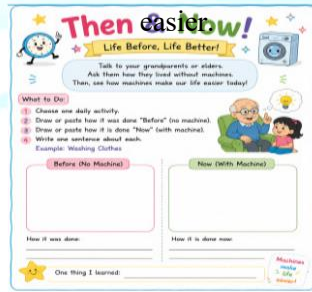 easier.
Then & Now!
Life Before, Life Better!
Talk to your grandparents or elders.
Ask them how they lived without machines.
Then, see how machines make our life easier today!
What to Do:
1 Choose one daily activity.
2 Draw or paste how it was done "Before" (no machine).
3 Draw or paste how it is done "Now" (with machine).
4 Write one sentence about each.
Example: Washing Clothes
Before (No Machine)
Now (With Machine)
How it was done:
How it is done now:
One thing I learned:
Machines
make
life
easier!